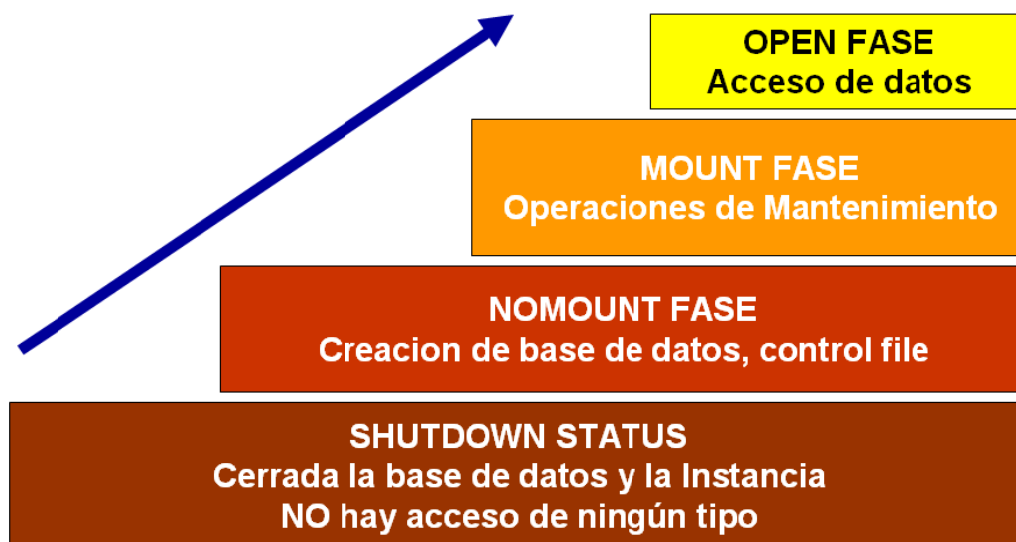 OPEN FASE
Acceso de datos
MOUNT FASE
Operaciones de Mantenimiento
NOMOUNT FASE
Creacion de base de datos, control file
SHUTDOWN STATUS
Cerrada la base de datos y la Instancia
NO hay acceso de ningún tipo